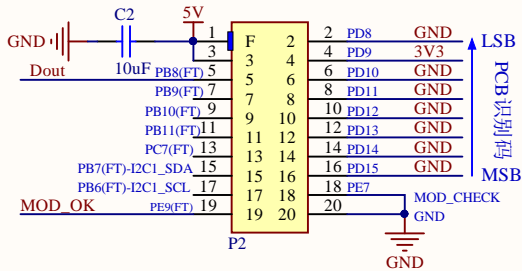 C2
5V
GND
10uF
1 F 2 2 PD8 GND LSB
3 3 4 4 PD9 3V3
Dout PB8(FT) 5 5 6 6 PD10 GND
PB9(FT) 7 7 8 8 PD11 GND
PB10(FT) 9 9 10 10 PD12 GND
PB11(FT) 11 11 12 12 PD13 GND
PC7(FT) 13 13 14 14 PD14 GND
PB7(FT)-I2C1_SDA 15 15 16 16 PD15 GND MSB
PB6(FT)-I2C1_SCL 17 17 18 18 PE7 MOD_CHECK
MOD_OK PE9(FT) 19 19 20 20 GND
PCB识别码
P2
GND